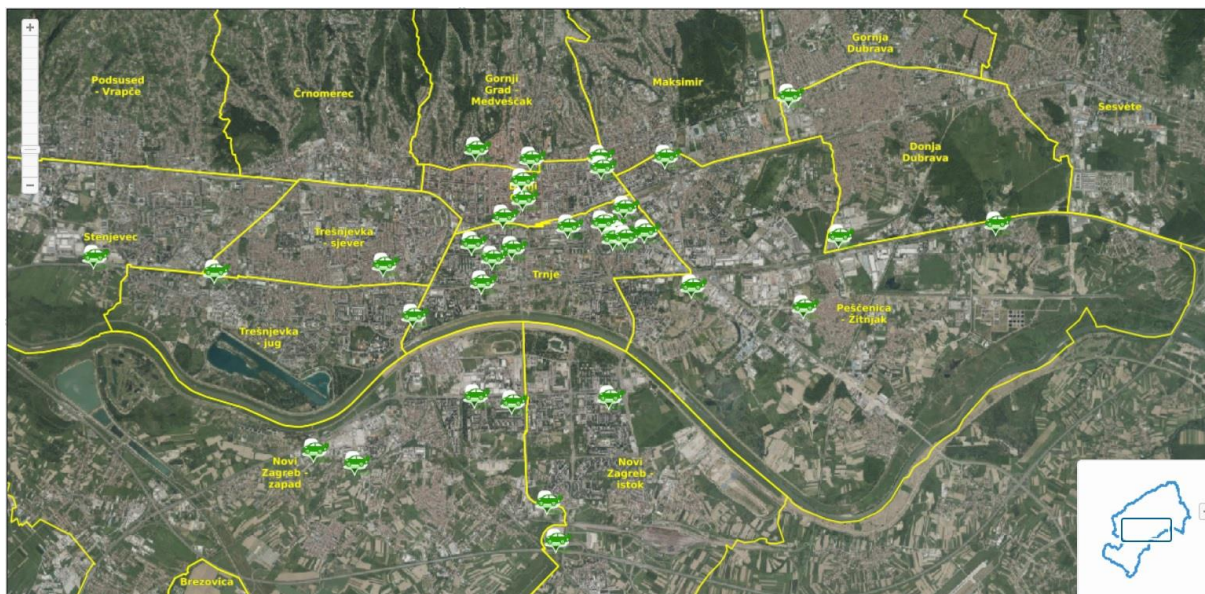 Gornja
Dubrava
Podsused
- Vrapče
Črnomerec
Gornji
Grad -
Medveščak
Maksimir
Sesvete
Donja
Dubrava
Stenjevec
Trešnjevka
- sjever
Trnje
Peščenica
- Žitnjak
Trešnjevka
- jug
Novi
Zagreb -
zapad
Novi
Zagreb -
istok
Brezovica